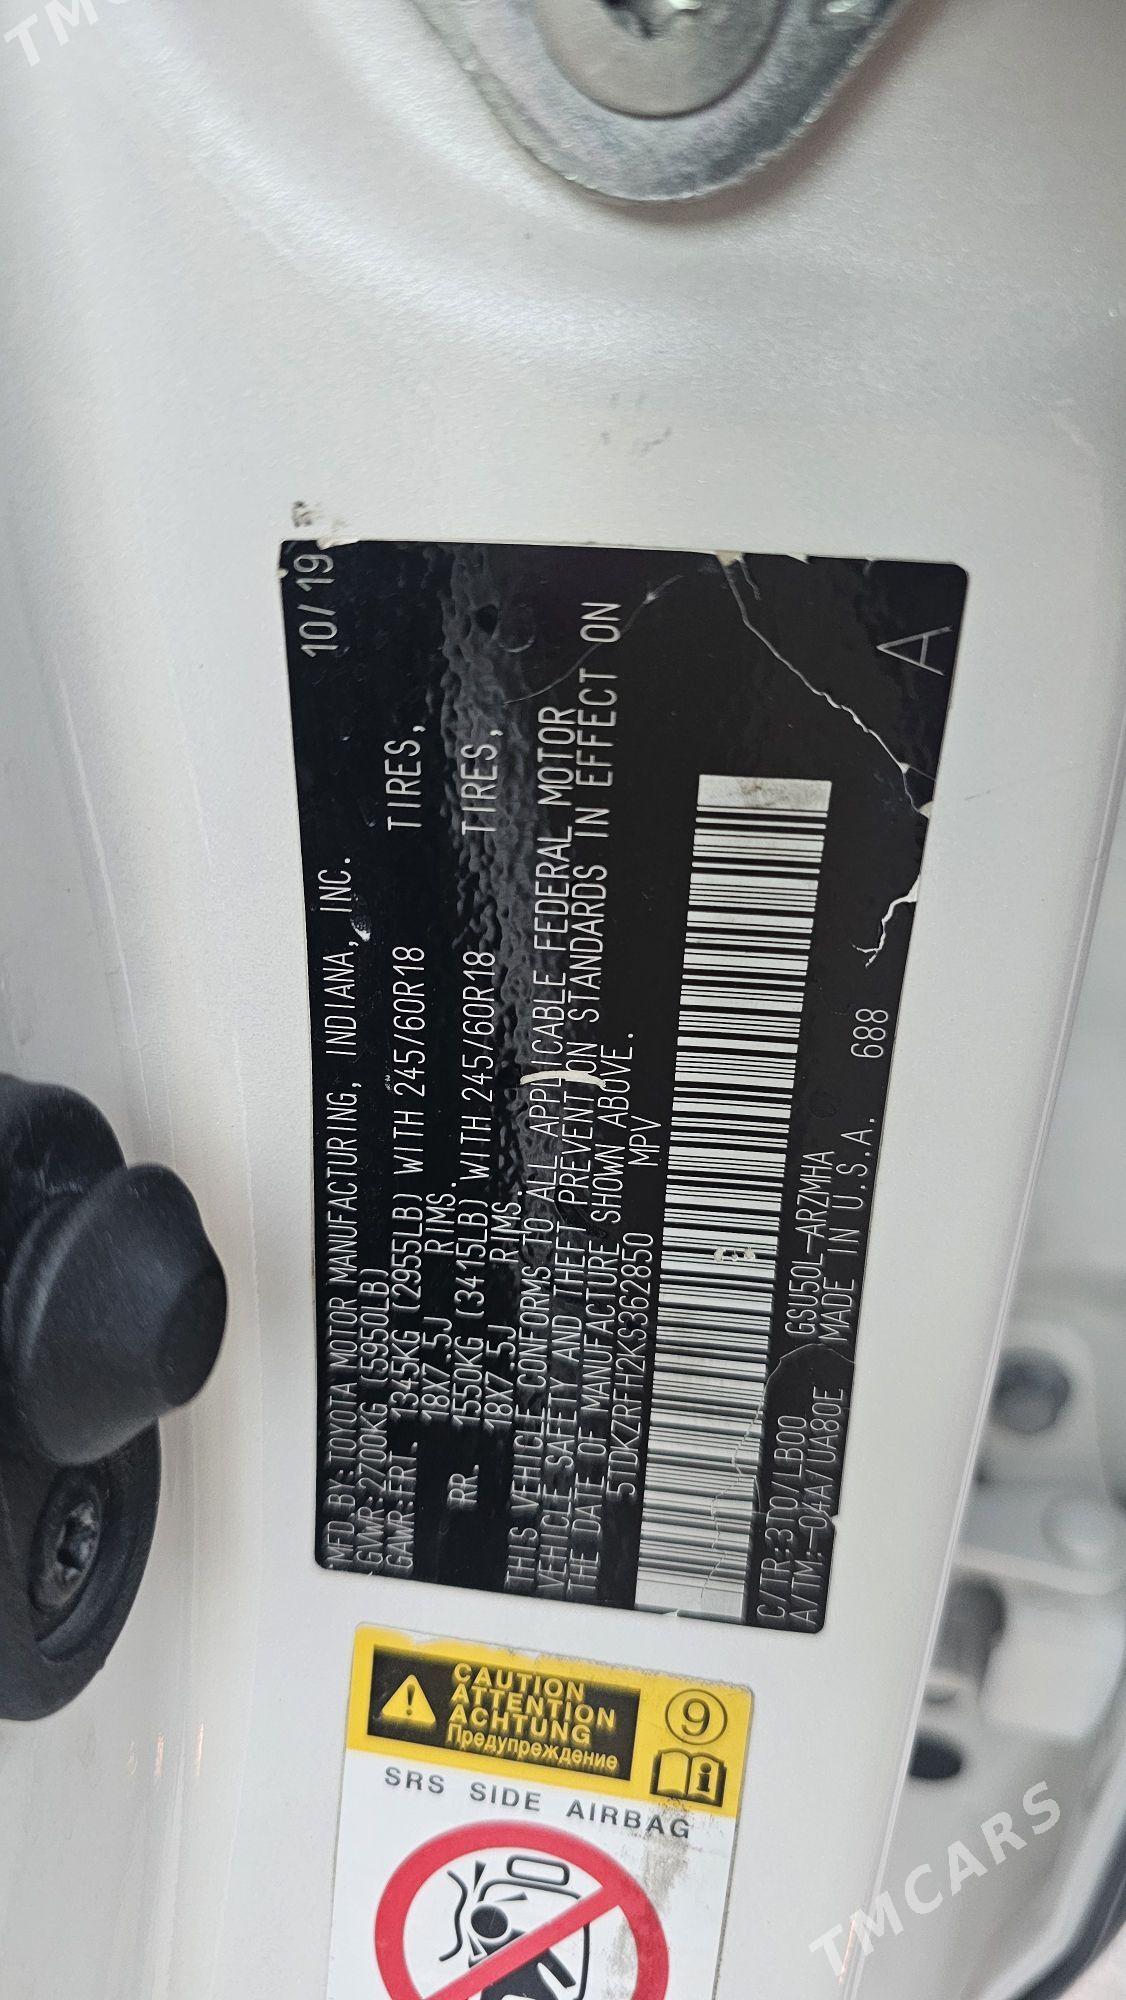 MFD.BY:TOYOTA MOTOR MANUFACTURING, INDIANA, INC. 10/19
GVWR:2700KG (5950LB)
GAWR:FRT. 1345KG (2955LB) WITH 245/60R18 TIRES,
18X7.5J RIMS.
RR. 1550KG (3415LB) WITH 245/60R18 TIRES,
18X7.5J RIMS.
THIS VEHICLE CONFORMS TO ALL APPLICABLE FEDERAL MOTOR
VEHICLE SAFETY AND THEFT PREVENTION STANDARDS IN EFFECT ON
THE DATE OF MANUFACTURE SHOWN ABOVE.
5TDKZRFH2KS362850 MPV
C/TR:3TO/LB00 GSU50L-ARZMHA
A/TM:-04A/UA80E MADE IN U.S.A. 688 A
CAUTION
ATTENTION
ACHTUNG
Предупреждение
9
i
SRS SIDE AIRBAG
TMCARS